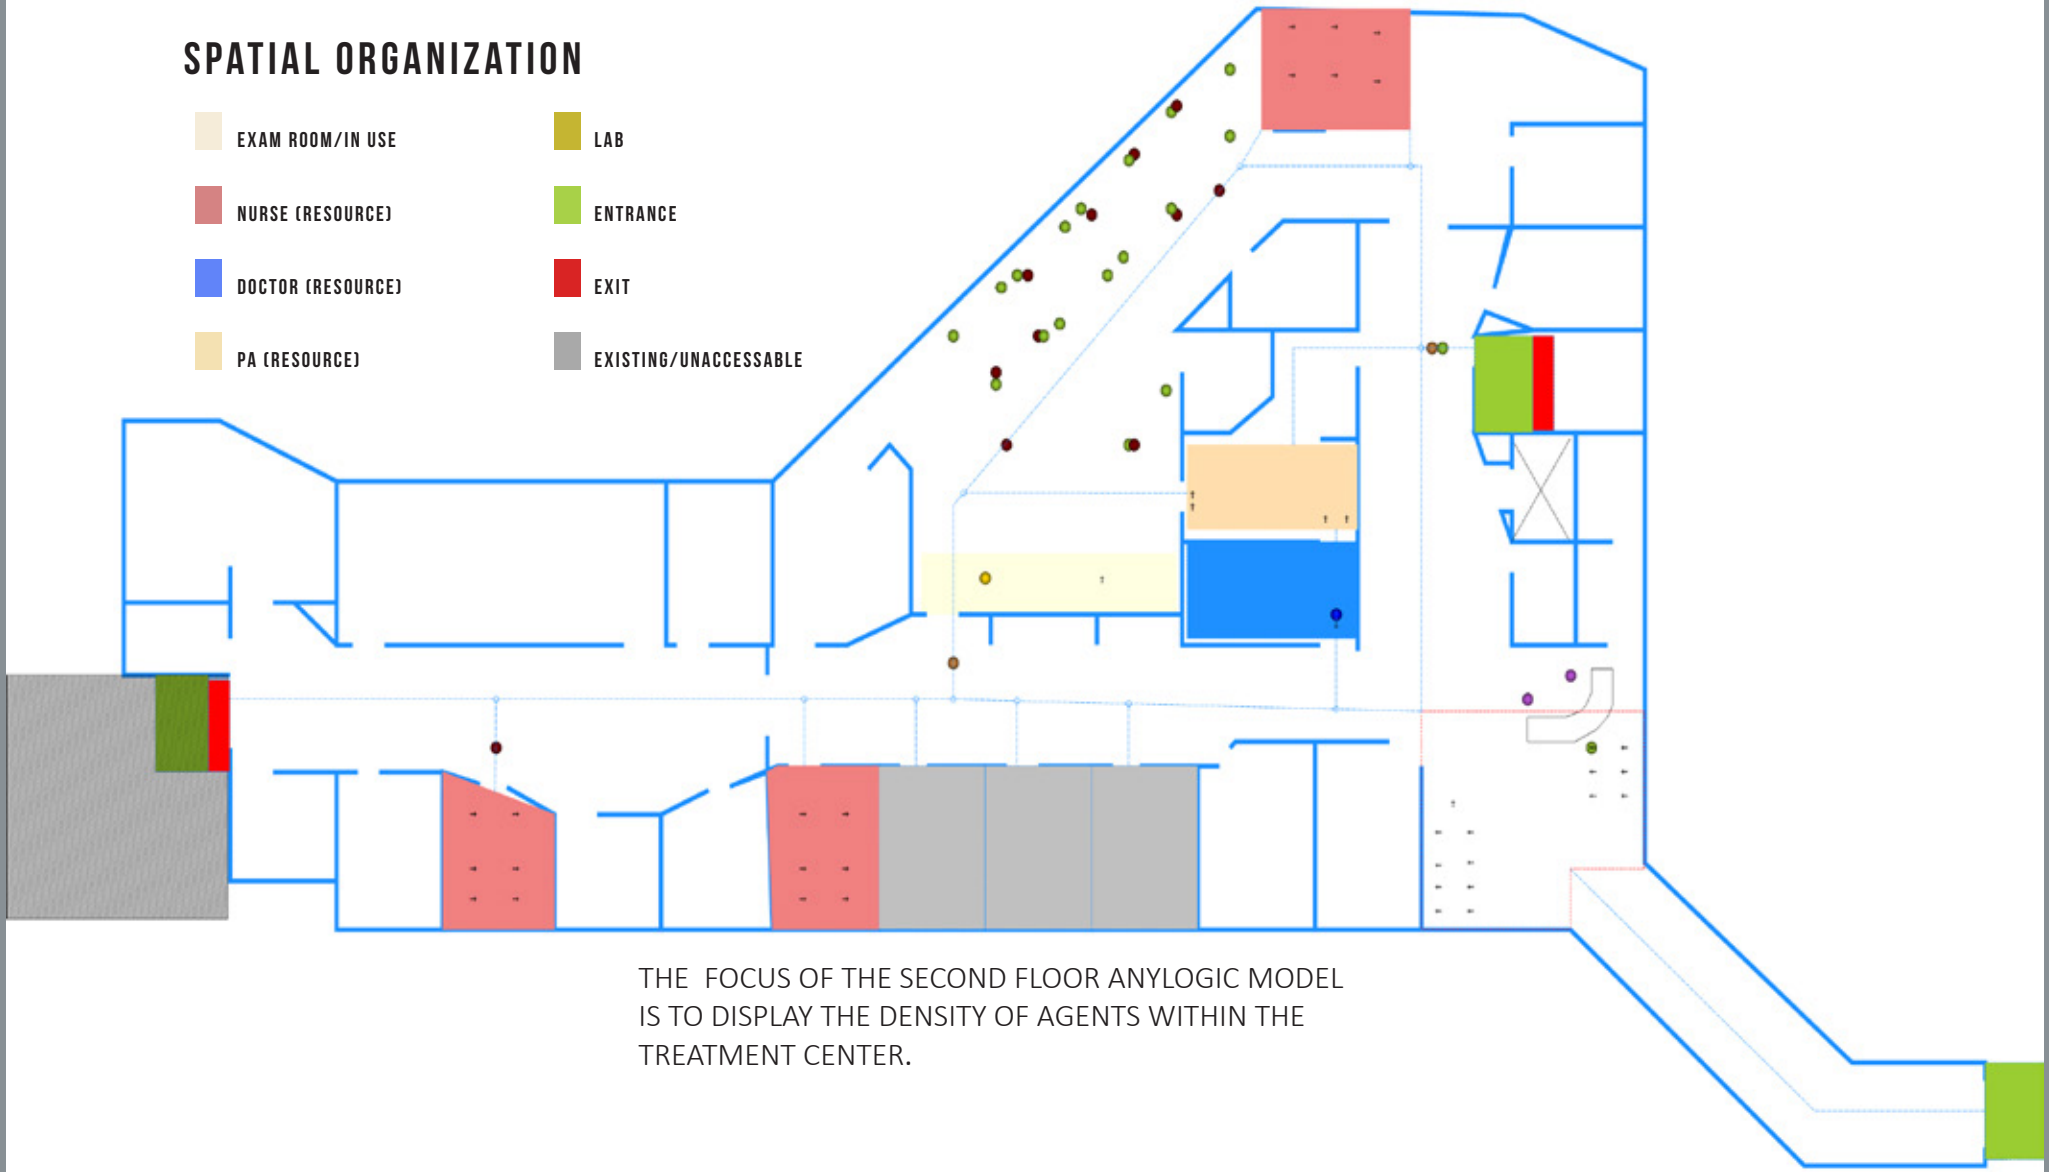 SPATIAL ORGANIZATION
EXAM ROOM/IN USE
NURSE (RESOURCE)
DOCTOR (RESOURCE)
PA (RESOURCE)
LAB
ENTRANCE
EXIT
EXISTING/UNACCESSABLE
THE FOCUS OF THE SECOND FLOOR ANYLOGIC MODEL
IS TO DISPLAY THE DENSITY OF AGENTS WITHIN THE
TREATMENT CENTER.